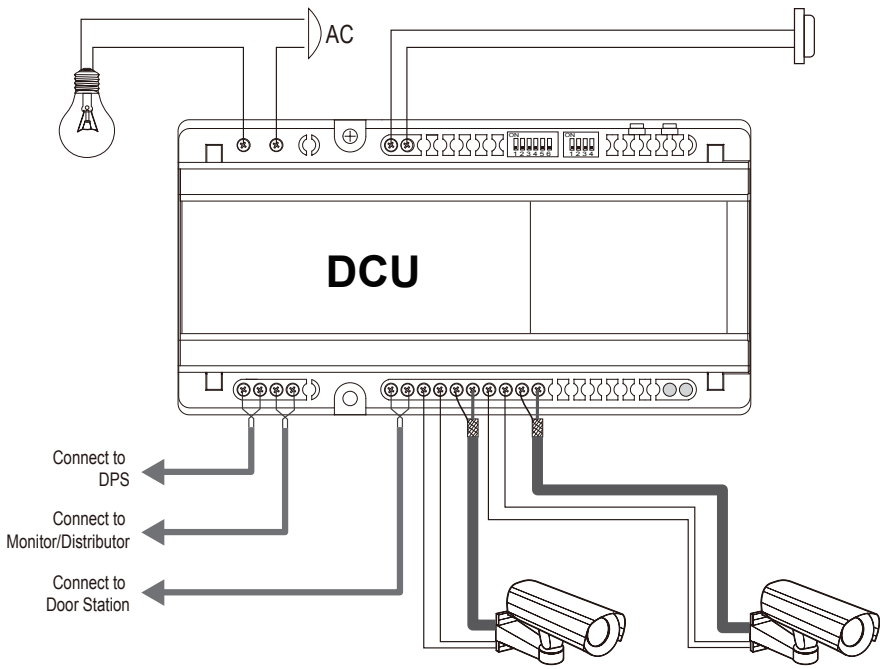 AC
ON
1 2 3 4 5 6
ON
1 2 3 4
DCU
Connect to
DPS
Connect to
Monitor/Distributor
Connect to
Door Station